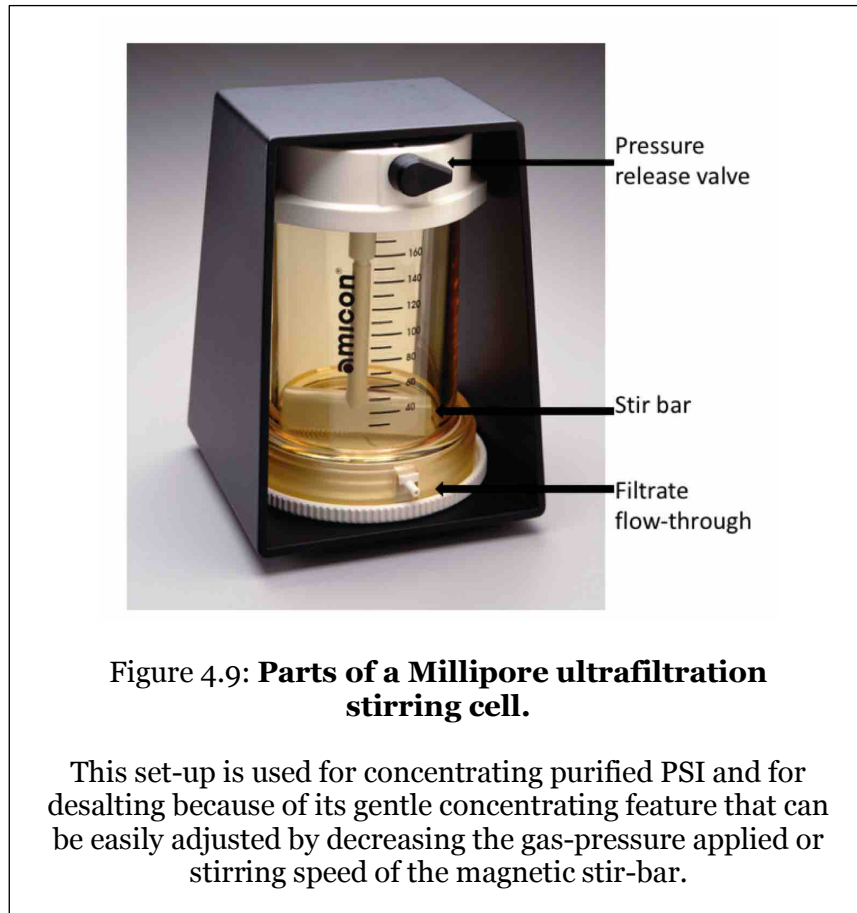 Pressure
release valve
amicon®
160
140
120
100
80
60
40
Stir bar
Filtrate
flow-through
Figure 4.9: Parts of a Millipore ultrafiltration
stirring cell.
This set-up is used for concentrating purified PSI and for
desalting because of its gentle concentrating feature that can
be easily adjusted by decreasing the gas-pressure applied or
stirring speed of the magnetic stir-bar.